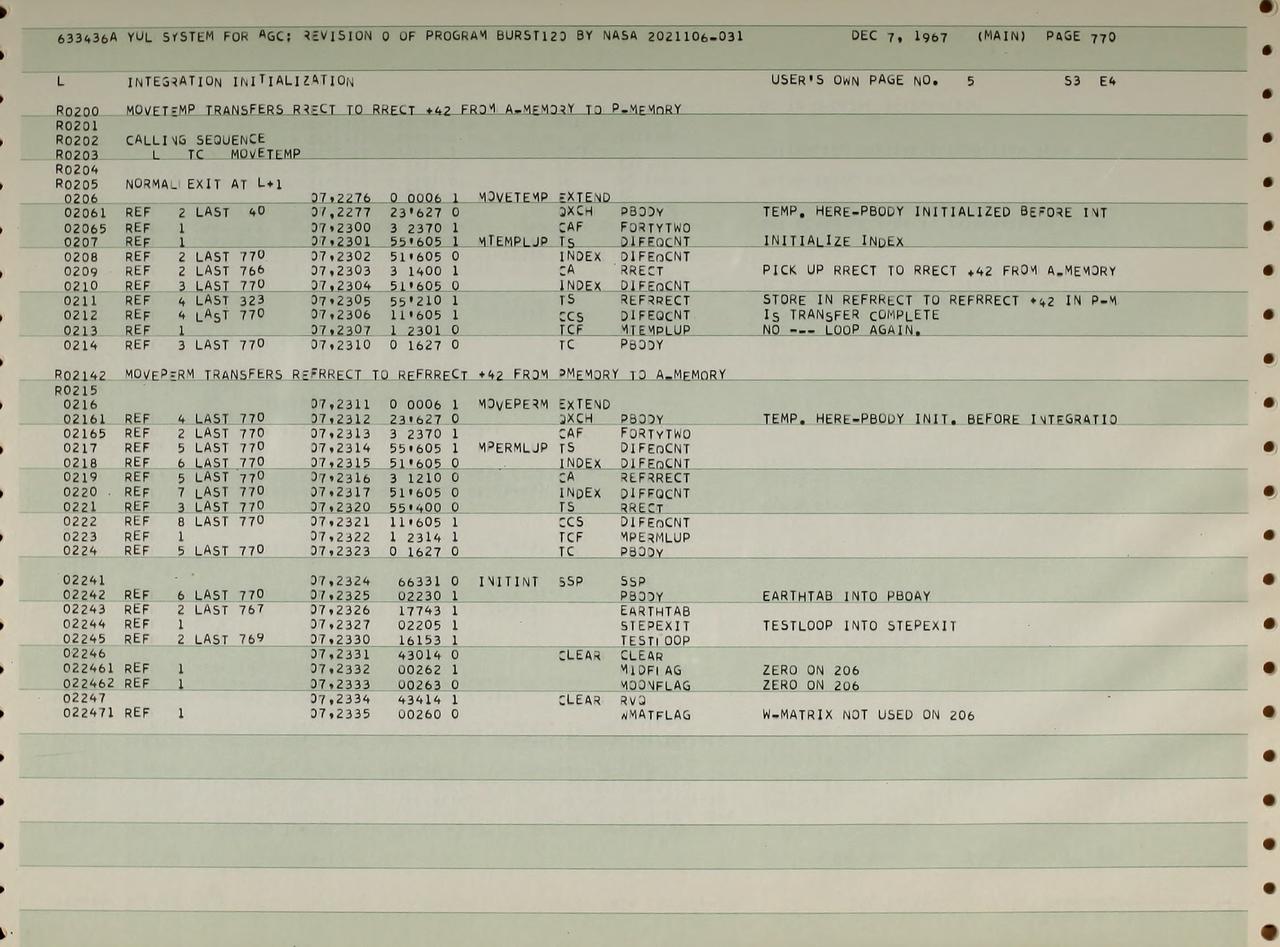 633436A YUL SYSTEM FOR AGC: REVISION 0 OF PROGRAM BURST120 BY NASA 2021106-031 DEC 7, 1967 (MAIN) PAGE 770
L INTEGRATION INITIALIZATION USER'S OWN PAGE NO. 5 S3 E4
R0200 MOVETEMP TRANSFERS RRECT TO RRECT +42 FROM A-MEMORY TO P-MEMORY
R0201
R0202 CALLING SEQUENCE
R0203 L TC MOVETEMP
R0204
R0205 NORMAL EXIT AT L+1
0206 07,2276 0 0006 1 MOVETEMP EXTEND
02061 REF 2 LAST 40 07,2277 23'627 0 DXCH PBODY TEMP. HERE-PBODY INITIALIZED BEFORE INT
02065 REF 1 07,2300 3 2370 1 CAF FORTYTWO
0207 REF 1 07,2301 55'605 1 MTEMPLUP TS DIFEQCNT INITIALIZE INDEX
0208 REF 2 LAST 770 07,2302 51'605 0 INDEX DIFEQCNT
0209 REF 2 LAST 766 07,2303 3 1400 1 CA RRECT PICK UP RRECT TO RRECT +42 FROM A-MEMORY
0210 REF 3 LAST 770 07,2304 51'605 0 INDEX DIFEQCNT
0211 REF 4 LAST 323 07,2305 55'210 1 TS REFRRECT STORE IN REFRRECT TO REFRRECT +42 IN P-M
0212 REF 4 LAST 770 07,2306 11'605 1 CCS DIFEQCNT IS TRANSFER COMPLETE
0213 REF 1 07,2307 1 2301 0 TCF MTEMPLUP NO --- LOOP AGAIN.
0214 REF 3 LAST 770 07,2310 0 1627 0 TC PBODY
R02142 MOVEPERM TRANSFERS REFRRECT TO REFRRECT +42 FROM PMEMORY TO A-MEMORY
R0215
0216 07,2311 0 0006 1 MOVEPERM EXTEND
02161 REF 4 LAST 770 07,2312 23'627 0 DXCH PBODY TEMP. HERE-PBODY INIT. BEFORE INTEGRATIO
02165 REF 2 LAST 770 07,2313 3 2370 1 CAF FORTYTWO
0217 REF 5 LAST 770 07,2314 55'605 1 MPERMLUP TS DIFEQCNT
0218 REF 6 LAST 770 07,2315 51'605 0 INDEX DIFEQCNT
0219 REF 5 LAST 770 07,2316 3 1210 0 CA REFRRECT
0220 REF 7 LAST 770 07,2317 51'605 0 INDEX DIFEQCNT
0221 REF 3 LAST 770 07,2320 55'400 0 TS RRECT
0222 REF 8 LAST 770 07,2321 11'605 1 CCS DIFEQCNT
0223 REF 1 07,2322 1 2314 1 TCF MPERMLUP
0224 REF 5 LAST 770 07,2323 0 1627 0 TC PBODY
02241 07,2324 66331 0 INITINT SSP SSP
02242 REF 6 LAST 770 07,2325 02230 1 PBODY EARTHTAB INTO PBOAY
02243 REF 2 LAST 767 07,2326 17743 1 EARTHTAB
02244 REF 1 07,2327 02205 1 STEPEXIT TESTLOOP INTO STEPEXIT
02245 REF 2 LAST 769 07,2330 16153 1 TESTLOOP
02246 07,2331 43014 0 CLEAR CLEAR
022461 REF 1 07,2332 00262 1 MIDFLAG ZERO ON 206
022462 REF 1 07,2333 00263 0 MOONFLAG ZERO ON 206
02247 07,2334 43414 1 CLEAR RVQ
022471 REF 1 07,2335 00260 0 WMATFLAG W-MATRIX NOT USED ON 206